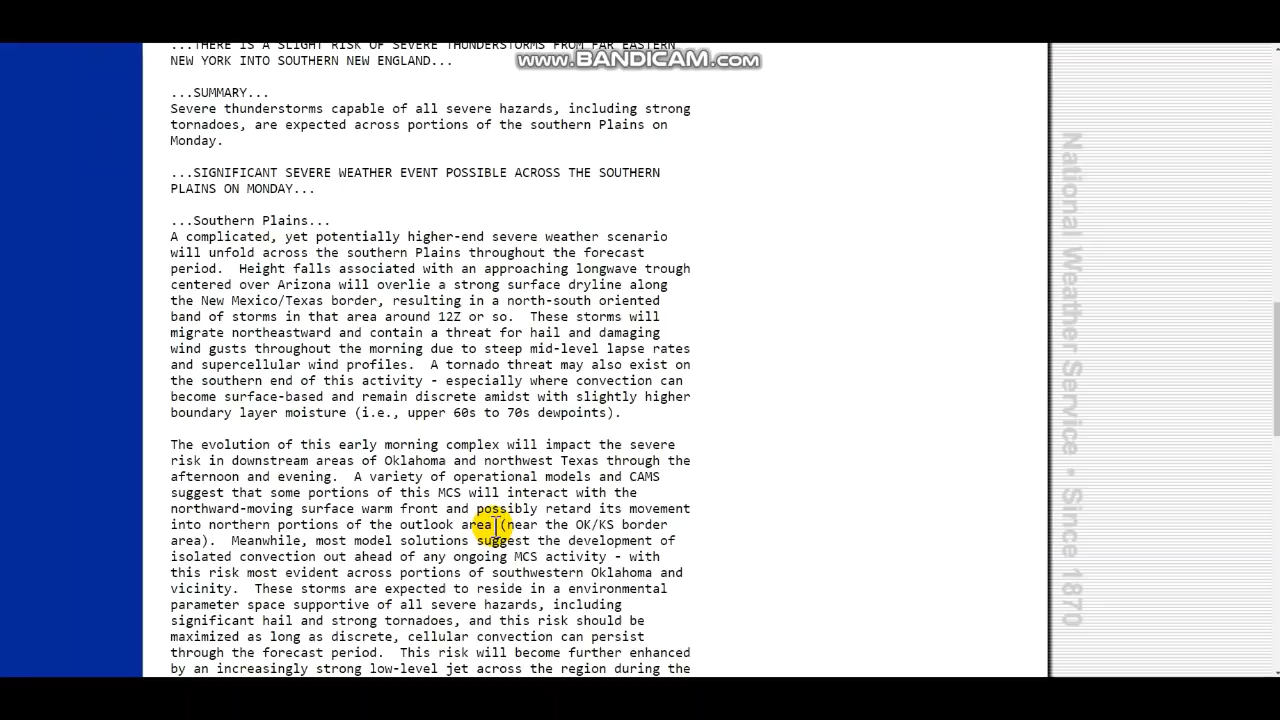 ...THERE IS A SLIGHT RISK OF SEVERE THUNDERSTORMS FROM FAR EASTERN
NEW YORK INTO SOUTHERN NEW ENGLAND...
www.BANDICAM.com
...SUMMARY...
Severe thunderstorms capable of all severe hazards, including strong
tornadoes, are expected across portions of the southern Plains on
Monday.
...SIGNIFICANT SEVERE WEATHER EVENT POSSIBLE ACROSS THE SOUTHERN
PLAINS ON MONDAY...
...Southern Plains...
A complicated, yet potentially higher-end severe weather scenario
will unfold across the southern Plains throughout the forecast
period.  Height falls associated with an approaching longwave trough
centered over Arizona will overlie a strong surface dryline along
the New Mexico/Texas border, resulting in a north-south oriented
band of storms in that area around 12Z or so.  These storms will
migrate northeastward and contain a threat for hail and damaging
wind gusts throughout the morning due to steep mid-level lapse rates
and supercellular wind profiles.  A tornado threat may also exist on
the southern end of this activity - especially where convection can
become surface-based and remain discrete amidst with slightly higher
boundary layer moisture (i.e., upper 60s to 70s dewpoints).
The evolution of this early morning complex will impact the severe
risk in downstream areas of Oklahoma and northwest Texas through the
afternoon and evening.  A variety of operational models and CAMS
suggest that some portions of this MCS will interact with the
northward-moving surface warm front and possibly retard its movement
into northern portions of the outlook area (near the OK/KS border
area).  Meanwhile, most model solutions suggest the development of
isolated convection out ahead of any ongoing MCS activity - with
this risk most evident across portions of southwestern Oklahoma and
vicinity.  These storms are expected to reside in a environmental
parameter space supportive of all severe hazards, including
significant hail and strong tornadoes, and this risk should be
maximized as long as discrete, cellular convection can persist
through the forecast period.  This risk will become further enhanced
by an increasingly strong low-level jet across the region during the
National Weather Service • Since 1870